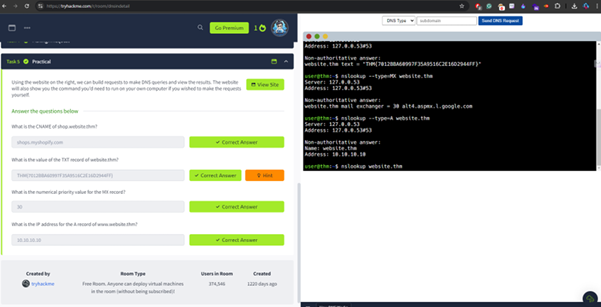 https://tryhackme.com/r/room/dnsindetail
Go Premium
1
DNS Type
subdomain
Send DNS Request
Task 5
Practical
Using the website on the right, we can build requests to make DNS queries and view the results. The website
will also show you the command you'd need to run on your own computer if you wished to make the requests
yourself.
View Site
Answer the questions below
What is the CNAME of shop.website.thm?
shops.myshopify.com
Correct Answer
What is the value of the TXT record of website.thm?
THM{7012BBA60997F35A9516C2E16D2944FF}
Correct Answer
Hint
What is the numerical priority value for the MX record?
30
Correct Answer
What is the IP address for the A record of www.website.thm?
10.10.10.10
Correct Answer
Created by
tryhackme
Room Type
Free Room. Anyone can deploy virtual machines
in the room (without being subscribed)!
Users in Room
374,546
Created
1220 days ago
Address: 127.0.0.53#53
Non-authoritative answer:
website.thm text = "THM{7012BBA60997F35A9516C2E16D2944FF}"
user@thm:~$ nslookup --type=MX website.thm
Server: 127.0.0.53
Address: 127.0.0.53#53
Non-authoritative answer:
website.thm mail exchanger = 30 alt4.aspmx.l.google.com
user@thm:~$ nslookup --type=A website.thm
Server: 127.0.0.53
Address: 127.0.0.53#53
Non-authoritative answer:
Name: website.thm
Address: 10.10.10.10
user@thm:~$ nslookup website.thm